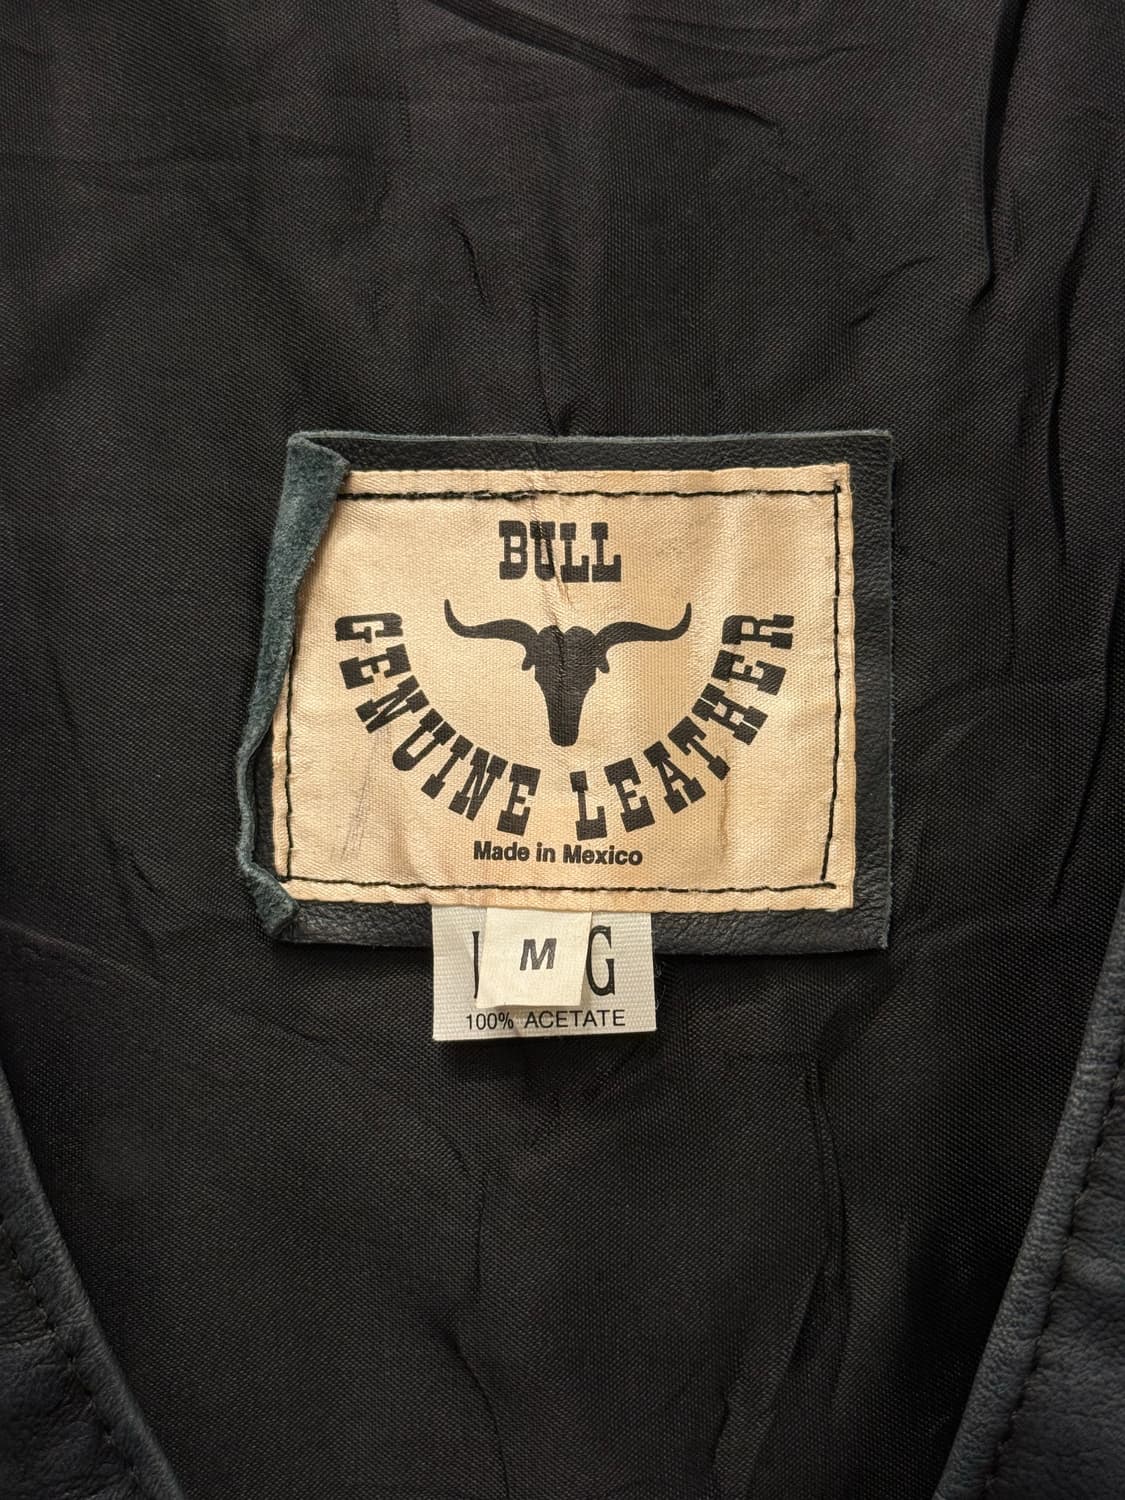 BULL
GENUINE LEATHER
Made in Mexico
M
G
100% ACETATE